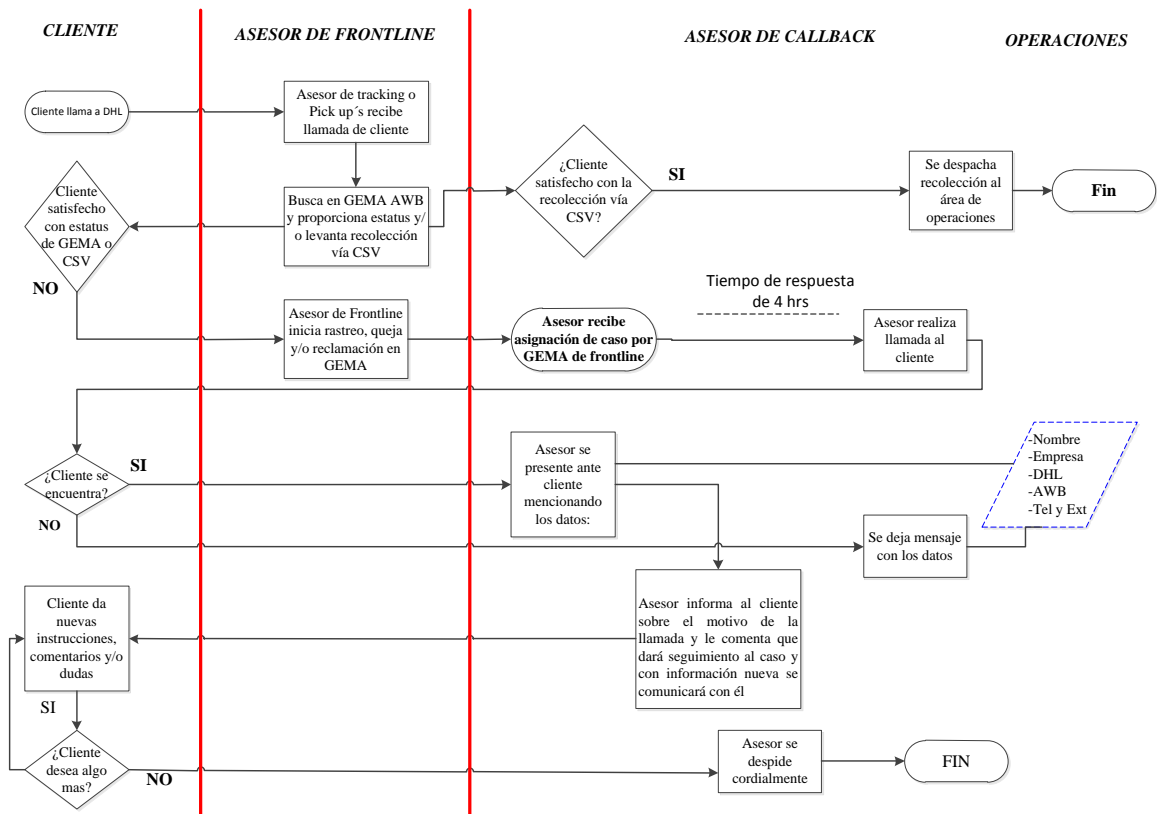 CLIENTE
ASESOR DE FRONTLINE
ASESOR DE CALLBACK
OPERACIONES
Cliente llama a DHL
Asesor de tracking o
Pick up´s recibe
llamada de cliente
Cliente
satisfecho
con estatus
de GEMA o
CSV
NO
Busca en GEMA AWB
y proporciona estatus y/
o levanta recolección
vía CSV
¿Cliente
satisfecho con la
recolección vía
CSV?
SI
Se despacha
recolección al
área de
operaciones
Fin
Asesor de Frontline
inicia rastreo, queja
y/o reclamación en
GEMA
Asesor recibe
asignación de caso por
GEMA de frontline
Tiempo de respuesta
de 4 hrs
Asesor realiza
llamada al
cliente
¿Cliente se
encuentra?
SI
NO
Asesor se
presente ante
cliente
mencionando
los datos:
-Nombre
-Empresa
-DHL
-AWB
-Tel y Ext
Se deja mensaje
con los datos
Cliente da
nuevas
instrucciones,
comentarios y/o
dudas
Asesor informa al cliente
sobre el motivo de la
llamada y le comenta que
dará seguimiento al caso y
con información nueva se
comunicará con él
SI
¿Cliente
desea algo
mas?
NO
Asesor se
despide
cordialmente
FIN